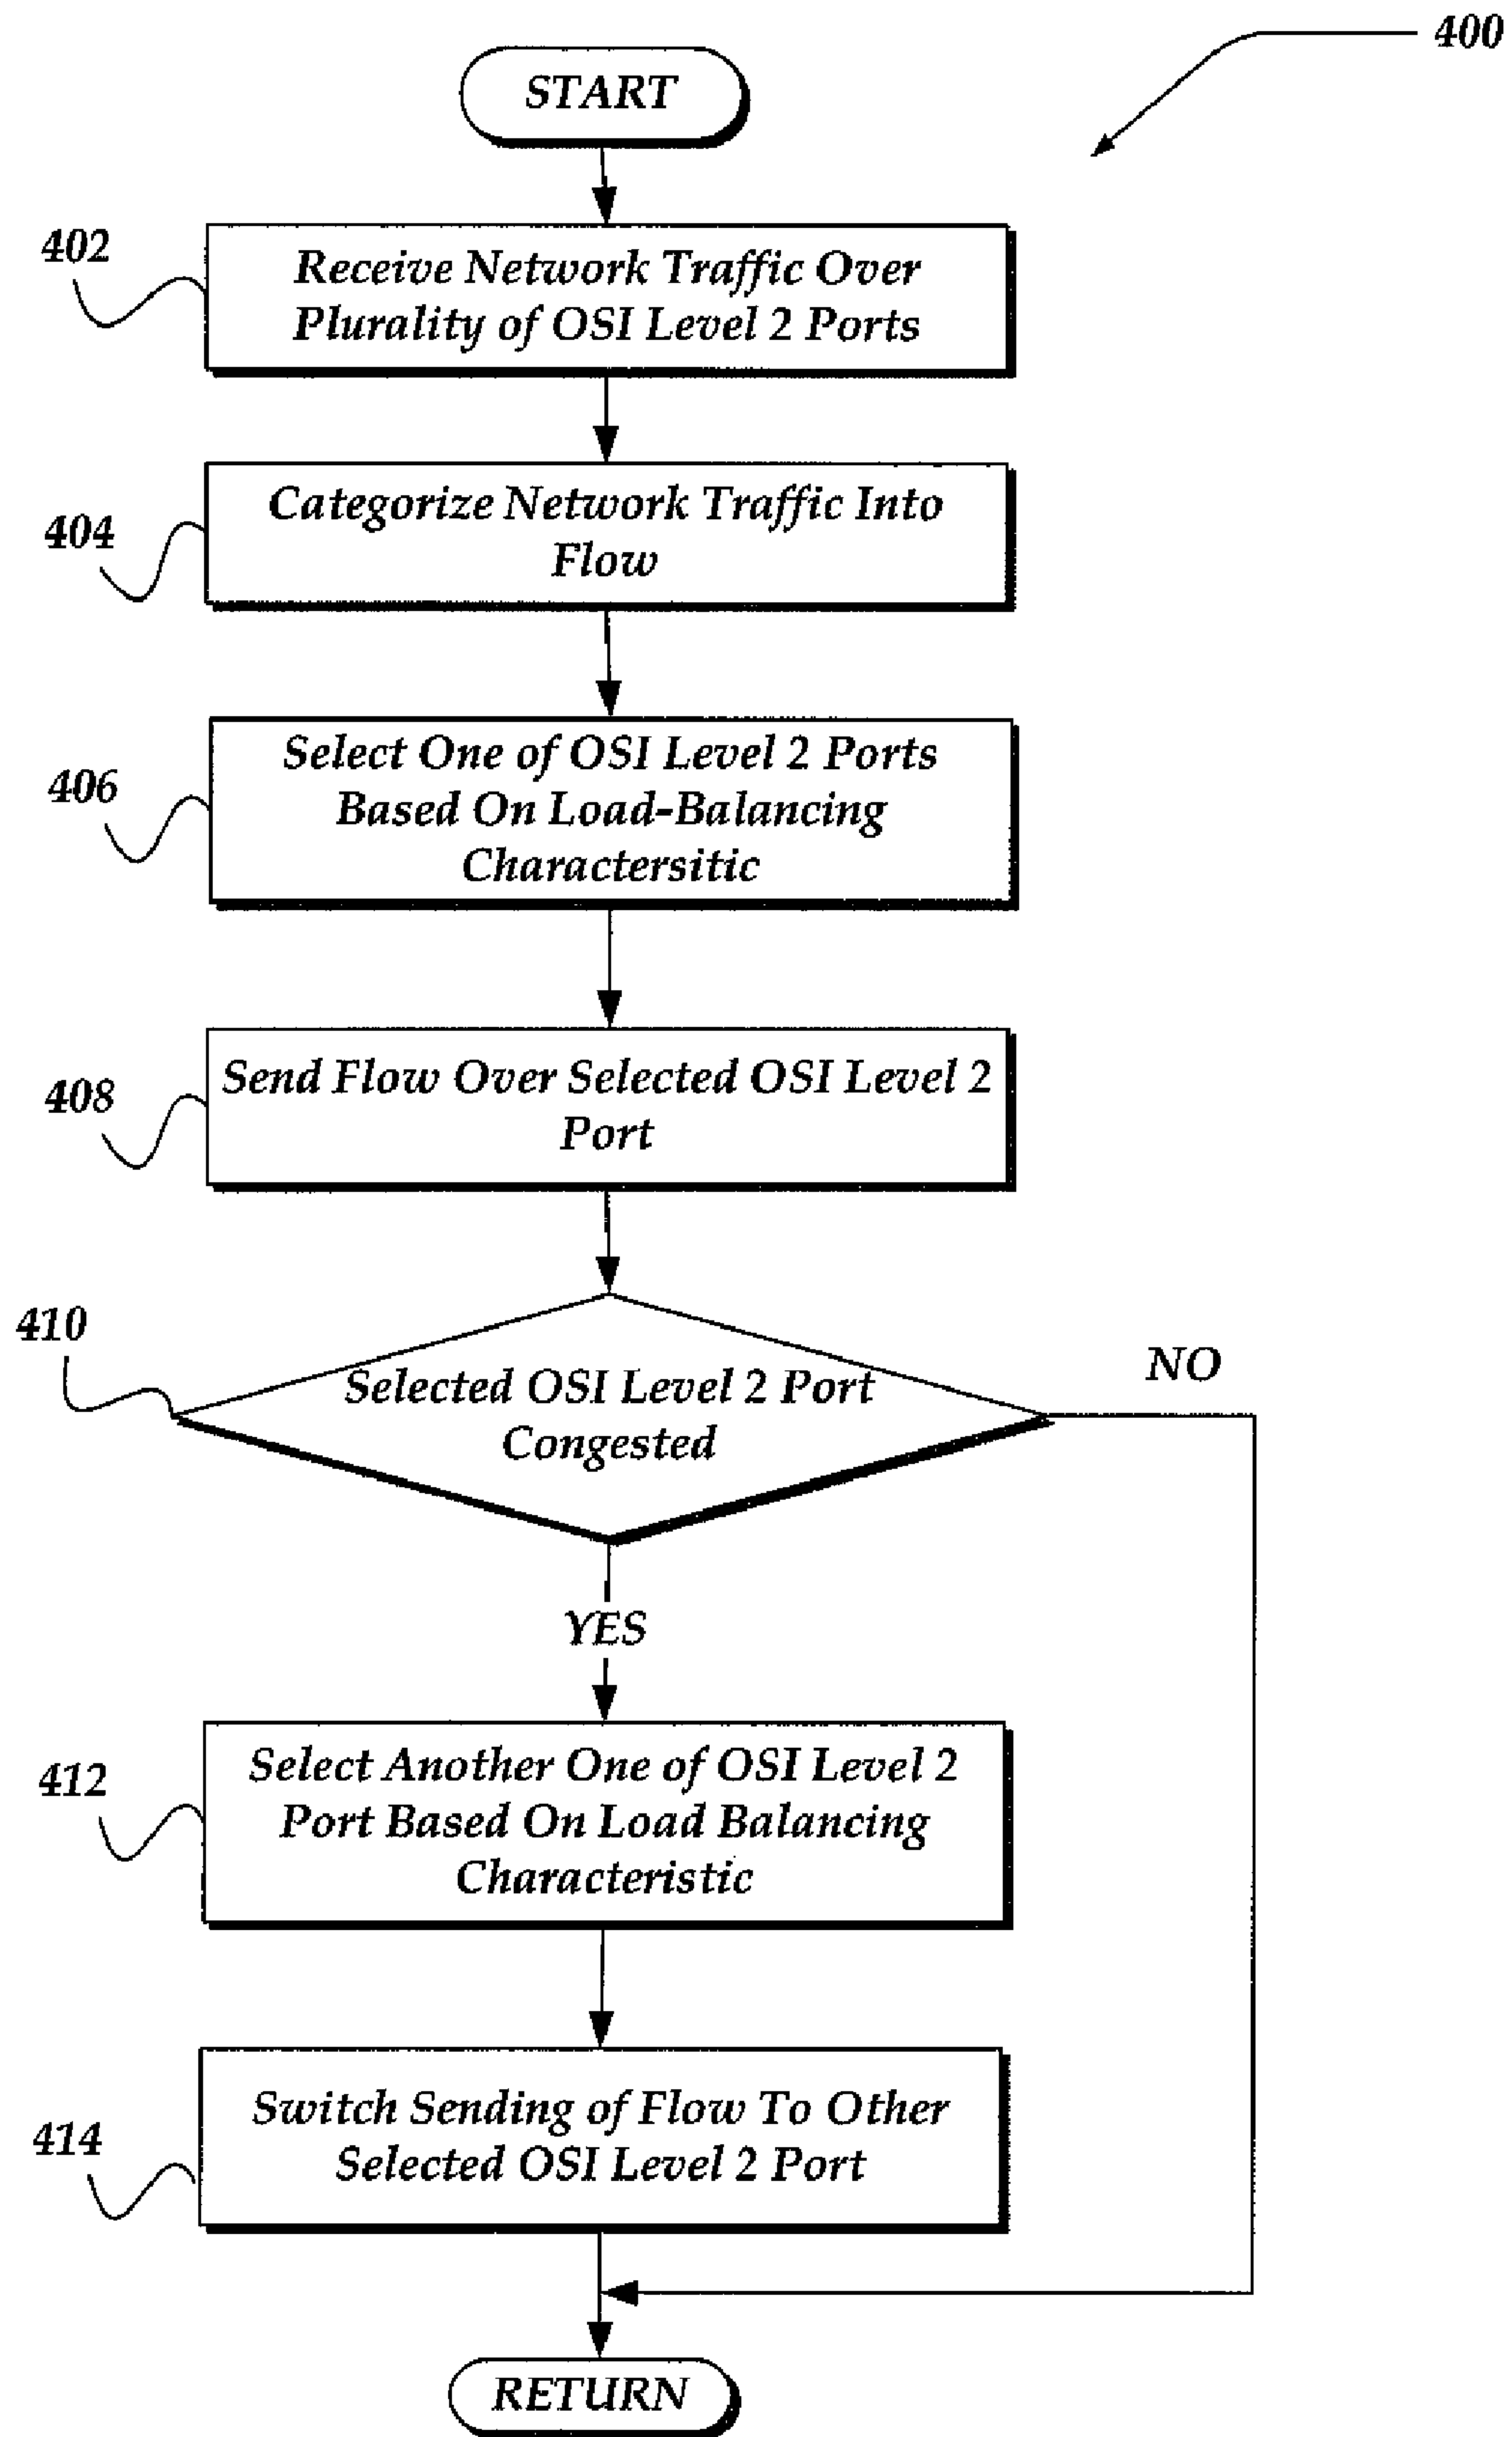 400
START
402
Receive Network Traffic Over
Plurality of OSI Level 2 Ports
404
Categorize Network Traffic Into
Flow
406
Select One of OSI Level 2 Ports
Based On Load-Balancing
Charactersitic
408
Send Flow Over Selected OSI Level 2
Port
410
Selected OSI Level 2 Port
Congested
NO
YES
412
Select Another One of OSI Level 2
Port Based On Load Balancing
Characteristic
414
Switch Sending of Flow To Other
Selected OSI Level 2 Port
RETURN